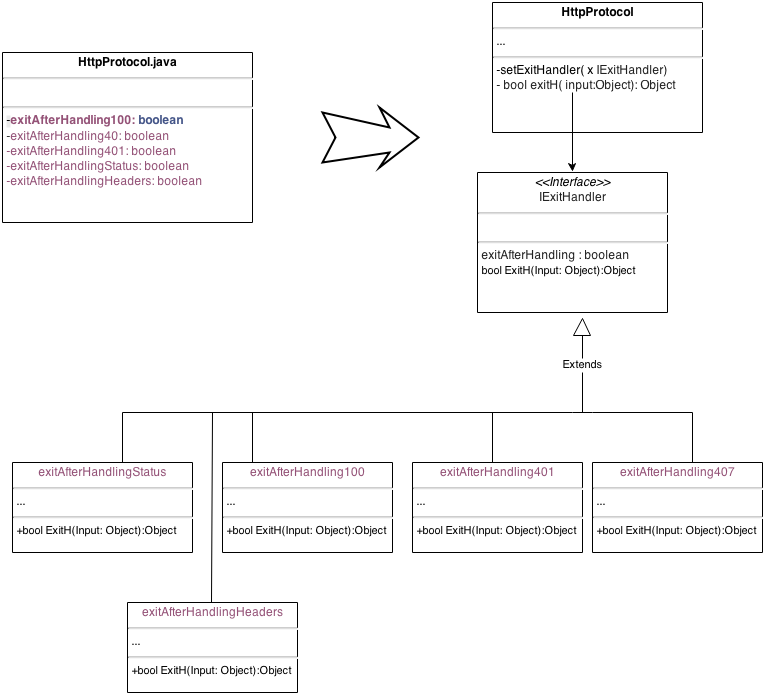 HttpProtocol.java
-exitAfterHandling100: boolean
-exitAfterHandling40: boolean
-exitAfterHandling401: boolean
-exitAfterHandlingStatus: boolean
-exitAfterHandlingHeaders: boolean
HttpProtocol
...
-setExitHandler( x IExitHandler)
- bool exitH( input:Object): Object
<<Interface>>
IExitHandler
exitAfterHandling : boolean
bool ExitH(Input: Object):Object
Extends
exitAfterHandlingStatus
...
+bool ExitH(Input: Object):Object
exitAfterHandling100
...
+bool ExitH(Input: Object):Object
exitAfterHandling401
...
+bool ExitH(Input: Object):Object
exitAfterHandling407
...
+bool ExitH(Input: Object):Object
exitAfterHandlingHeaders
...
+bool ExitH(Input: Object):Object